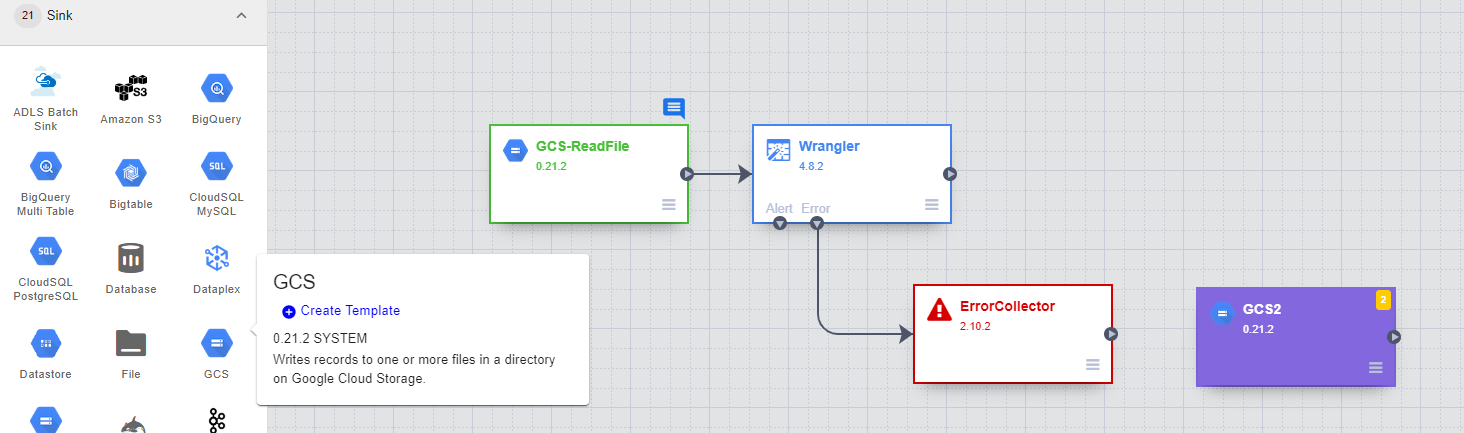 21 Sink
ADLS Batch
Sink
Amazon S3
S3
BigQuery
BigQuery
Multi Table
Bigtable
SQL
CloudSQL
MySQL
SQL
CloudSQL
PostgreSQL
Database
Dataplex
Datastore
File
GCS
GCS
Create Template
0.21.2 SYSTEM
Writes records to one or more files in a directory
on Google Cloud Storage.
GCS-ReadFile
0.21.2
Wrangler
4.8.2
Alert Error
ErrorCollector
2.10.2
2
GCS2
0.21.2